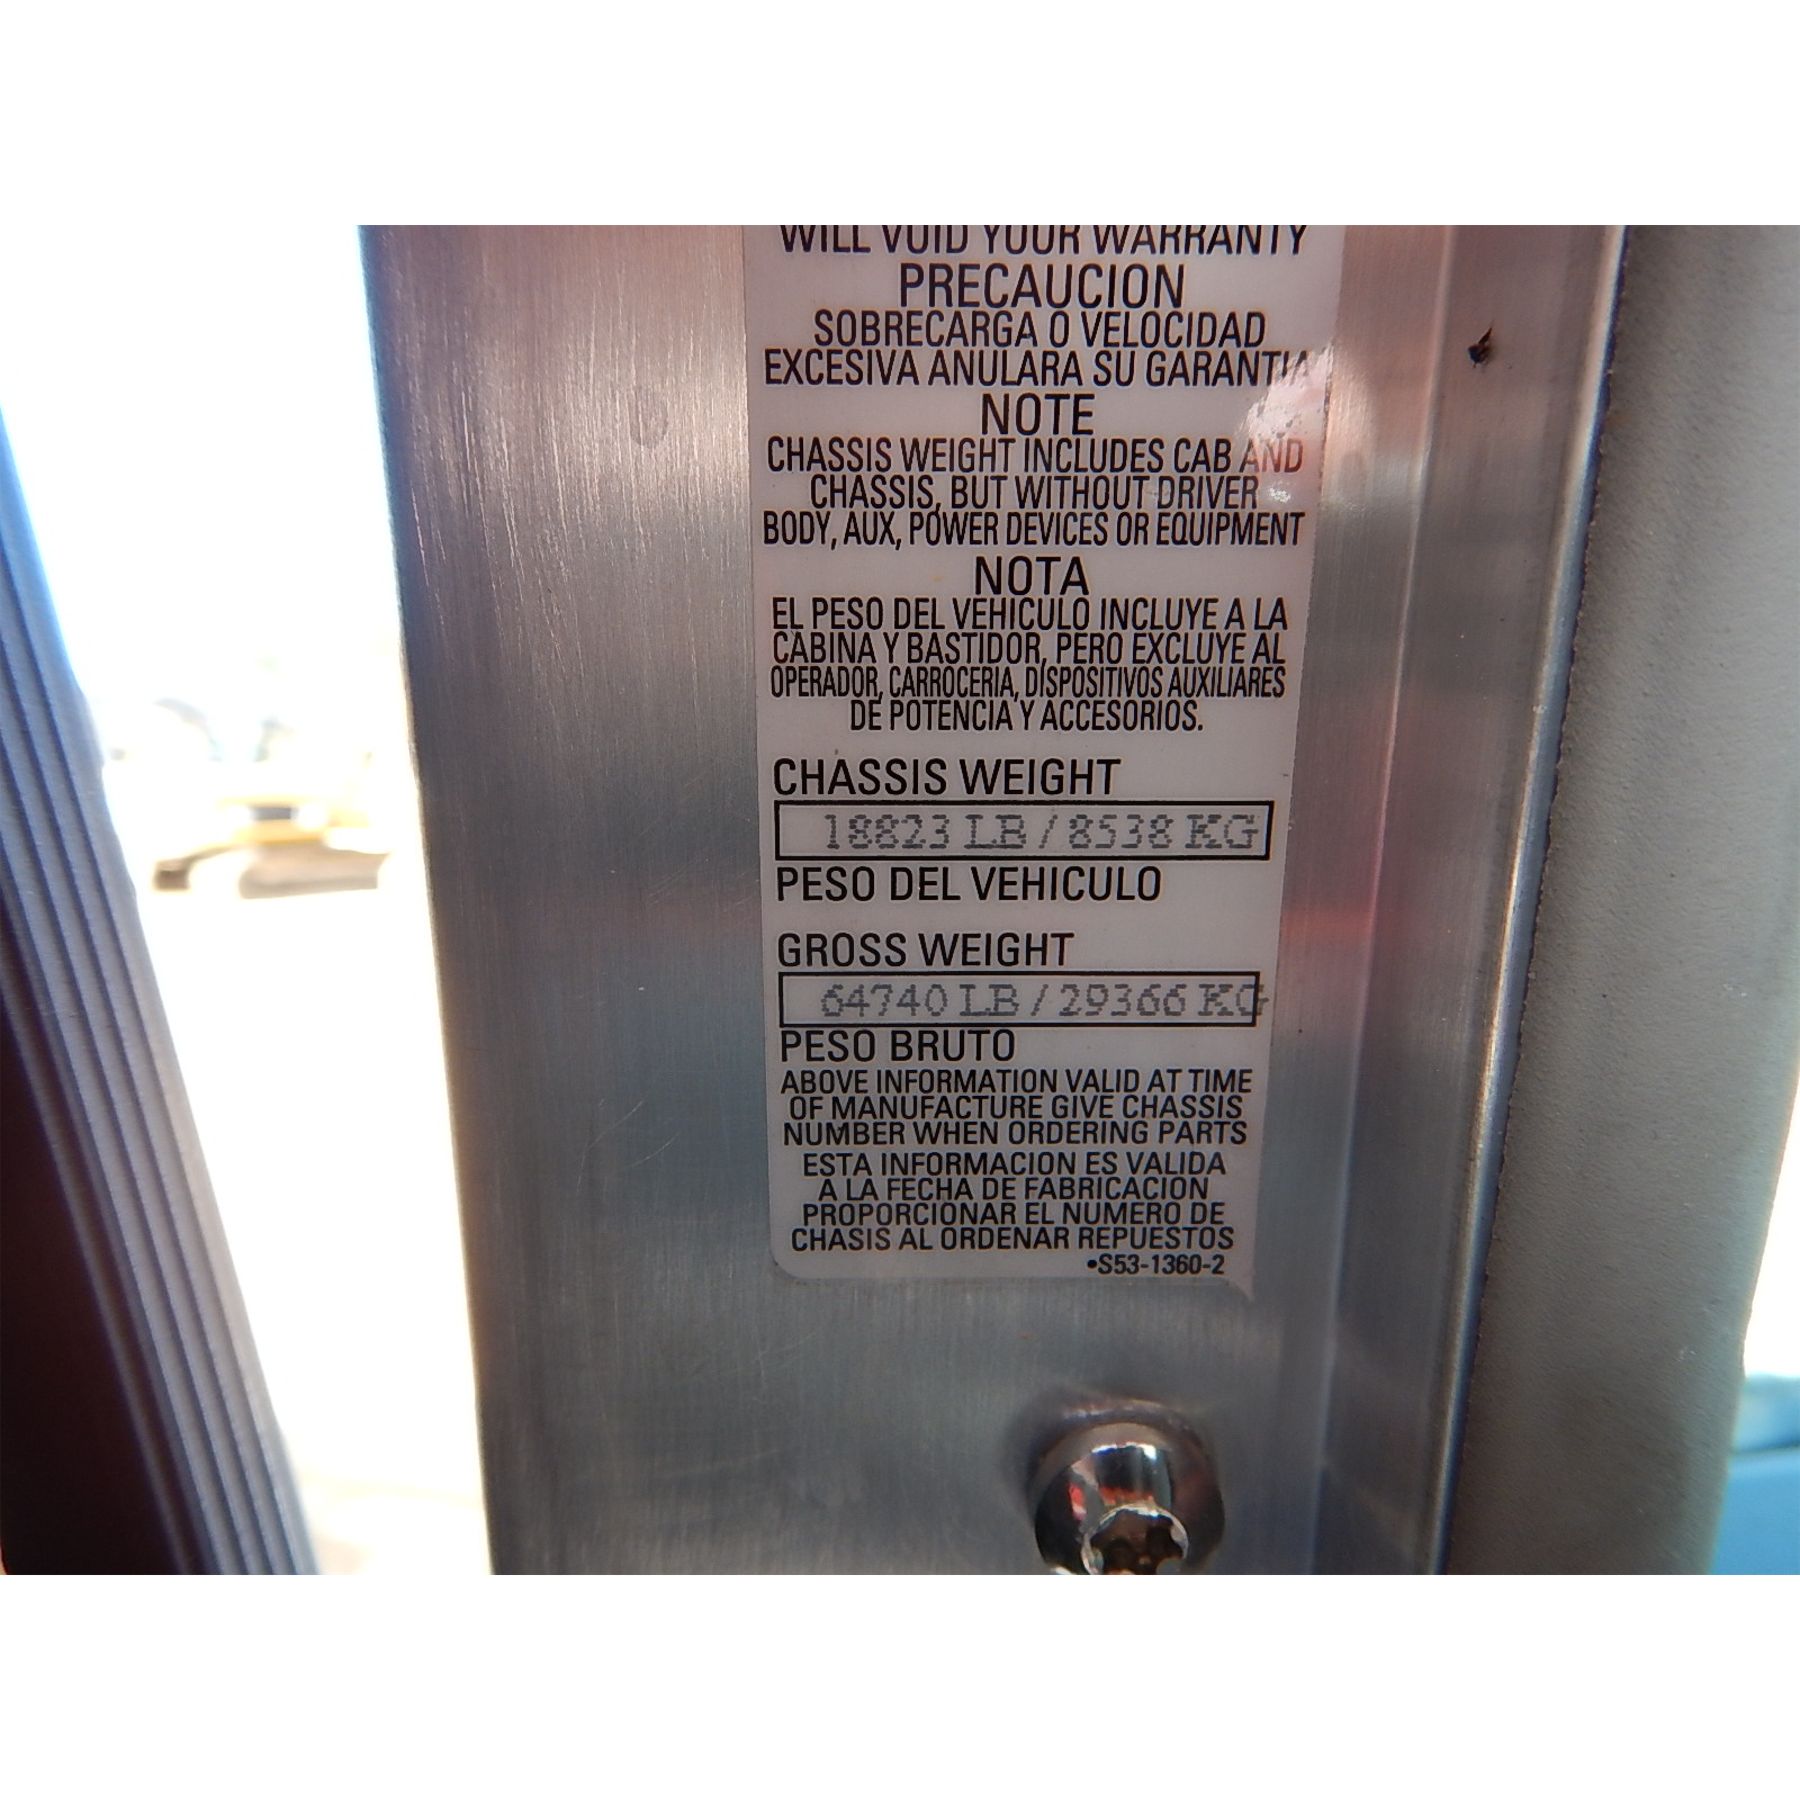 WILL VOID YOUR WARRANTY
PRECAUCION
SOBRECARGA O VELOCIDAD
EXCESIVA ANULARA SU GARANTIA
NOTE
CHASSIS WEIGHT INCLUDES CAB AND
CHASSIS, BUT WITHOUT DRIVER
BODY, AUX, POWER DEVICES OR EQUIPMENT
NOTA
EL PESO DEL VEHICULO INCLUYE A LA
CABINA Y BASTIDOR, PERO EXCLUYE AL
OPERADOR, CARROCERIA, DISPOSITIVOS AUXILIARES
DE POTENCIA Y ACCESORIOS.
CHASSIS WEIGHT
18823 LB / 8538 KG
PESO DEL VEHICULO
GROSS WEIGHT
64740 LB / 29366 KG
PESO BRUTO
ABOVE INFORMATION VALID AT TIME
OF MANUFACTURE GIVE CHASSIS
NUMBER WHEN ORDERING PARTS
ESTA INFORMACION ES VALIDA
A LA FECHA DE FABRICACION
PROPORCIONAR EL NUMERO DE
CHASIS AL ORDENAR REPUESTOS
•S53-1360-2